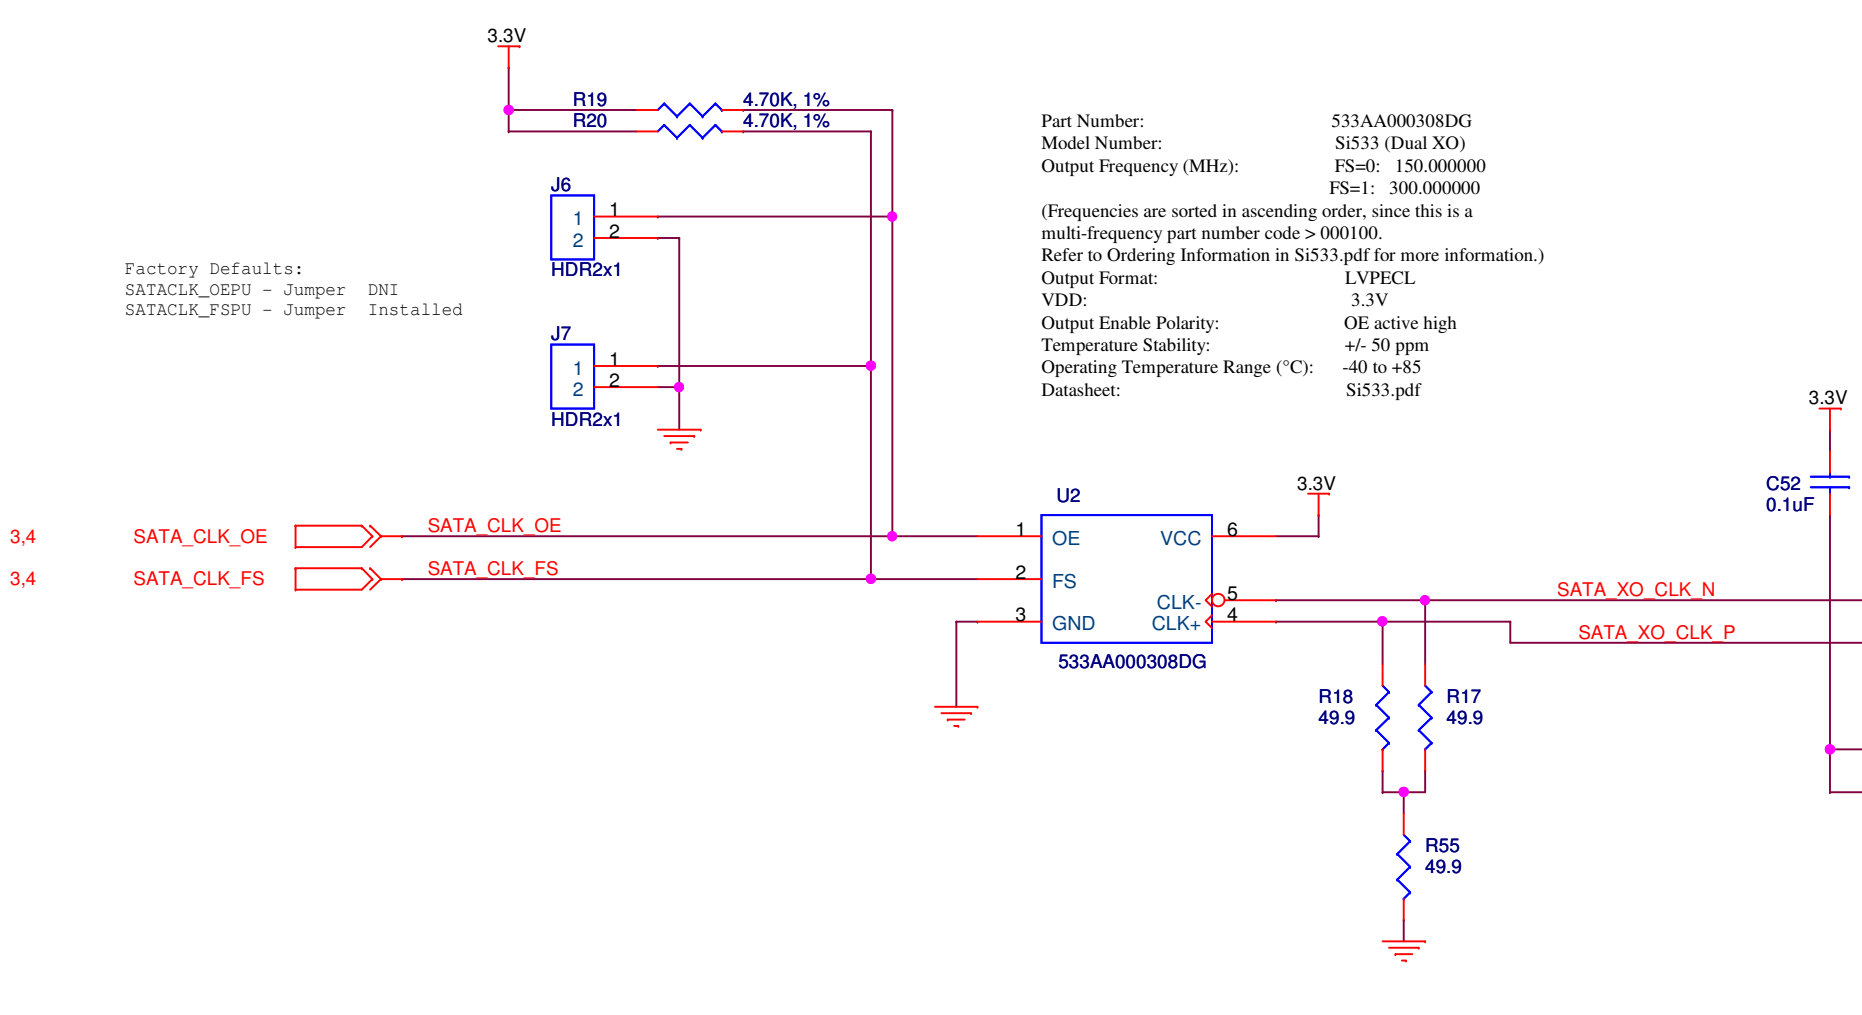 3.3V
R19 4.70K, 1%
R20 4.70K, 1%
J6
1 1
2 2
HDR2x1
Factory Defaults:
SATACLK_OEPU - Jumper DNI
SATACLK_FSPU - Jumper Installed
J7
1 1
2 2
HDR2x1
Part Number: 533AA000308DG
Model Number: Si533 (Dual XO)
Output Frequency (MHz): FS=0: 150.000000
FS=1: 300.000000
(Frequencies are sorted in ascending order, since this is a
multi-frequency part number code > 000100.
Refer to Ordering Information in Si533.pdf for more information.)
Output Format: LVPECL
VDD: 3.3V
Output Enable Polarity: OE active high
Temperature Stability: +/- 50 ppm
Operating Temperature Range (°C): -40 to +85
Datasheet: Si533.pdf
3.3V
C52
0.1uF
3,4 SATA_CLK_OE SATA_CLK_OE
3,4 SATA_CLK_FS SATA_CLK_FS
U2
3.3V
1 OE VCC 6
2 FS
CLK- 5
3 GND CLK+ 4
533AA000308DG
SATA_XO_CLK_N
SATA_XO_CLK_P
R18 R17
49.9 49.9
R55
49.9